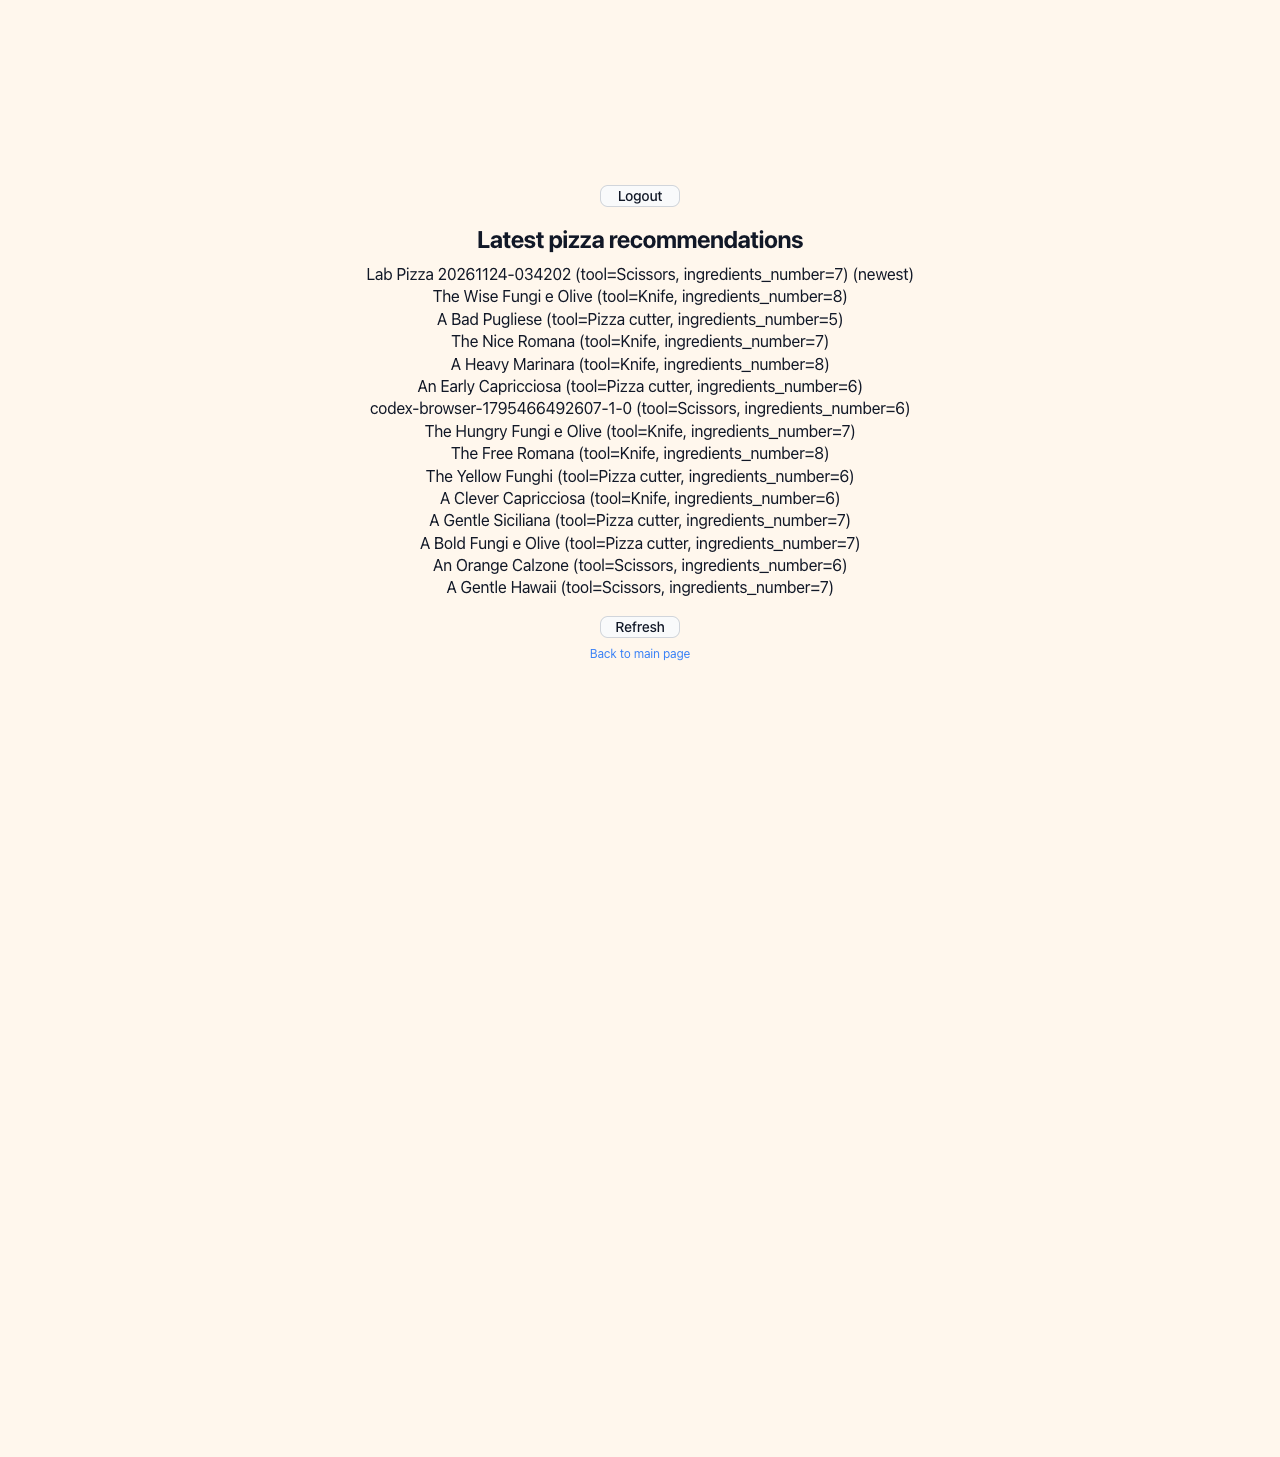 Logout
Latest pizza recommendations
Lab Pizza 20261124-034202 (tool=Scissors, ingredients_number=7) (newest)
The Wise Fungi e Olive (tool=Knife, ingredients_number=8)
A Bad Pugliese (tool=Pizza cutter, ingredients_number=5)
The Nice Romana (tool=Knife, ingredients_number=7)
A Heavy Marinara (tool=Knife, ingredients_number=8)
An Early Capricciosa (tool=Pizza cutter, ingredients_number=6)
codex-browser-1795466492607-1-0 (tool=Scissors, ingredients_number=6)
The Hungry Fungi e Olive (tool=Knife, ingredients_number=7)
The Free Romana (tool=Knife, ingredients_number=8)
The Yellow Funghi (tool=Pizza cutter, ingredients_number=6)
A Clever Capricciosa (tool=Knife, ingredients_number=6)
A Gentle Siciliana (tool=Pizza cutter, ingredients_number=7)
A Bold Fungi e Olive (tool=Pizza cutter, ingredients_number=7)
An Orange Calzone (tool=Scissors, ingredients_number=6)
A Gentle Hawaii (tool=Scissors, ingredients_number=7)
Refresh
Back to main page